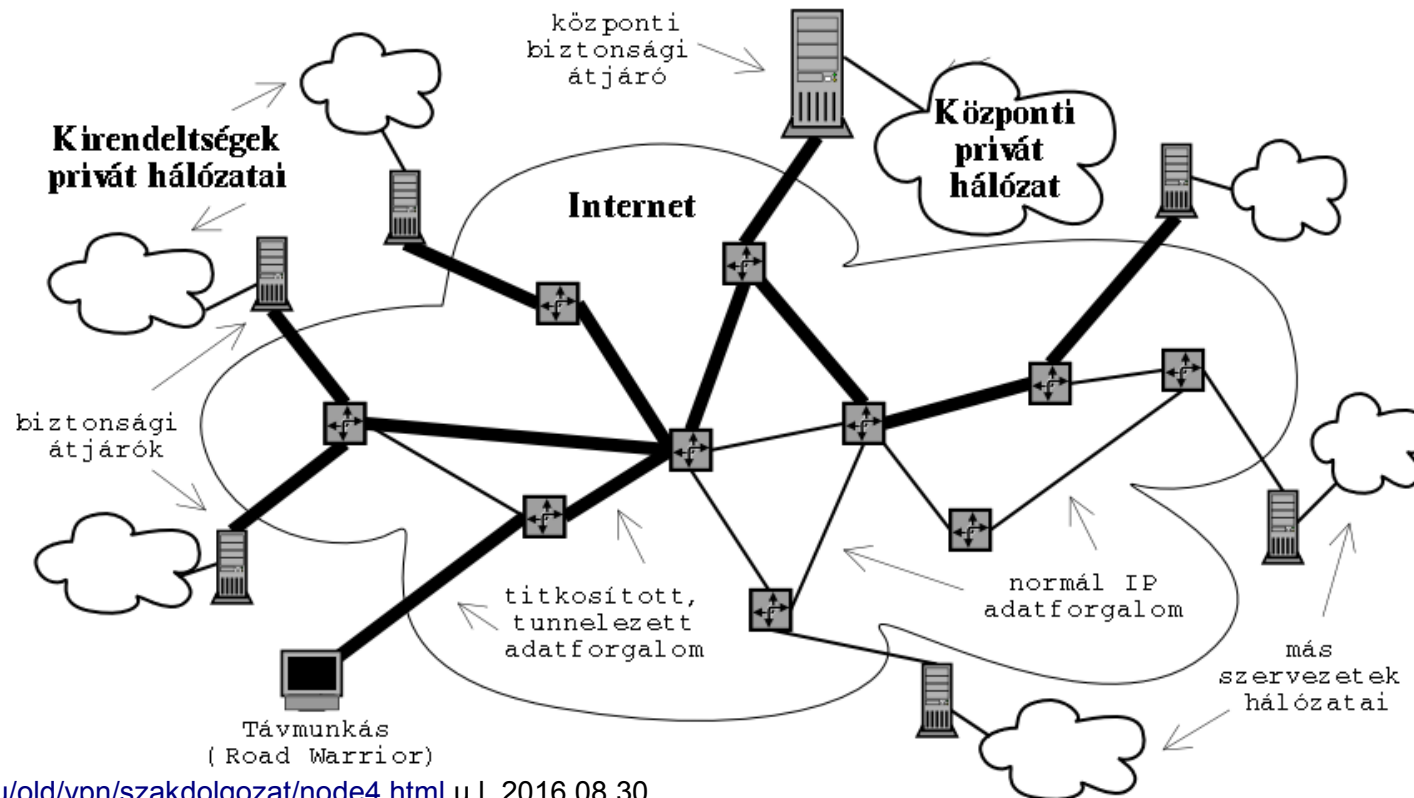 központi
biztonsági
átjáró
Központi
privát
hálózat
Kirendeltségek
privát hálózatai
Internet
biztonsági
átjárók
titkosított,
tunnelezett
adatforgalom
normál IP
adatforgalom
más
szervezetek
hálózatai
Távmunkás
(Road Warrior)
u/old/vpn/szakdolgozat/node4.html u.l. 2016.08.30.